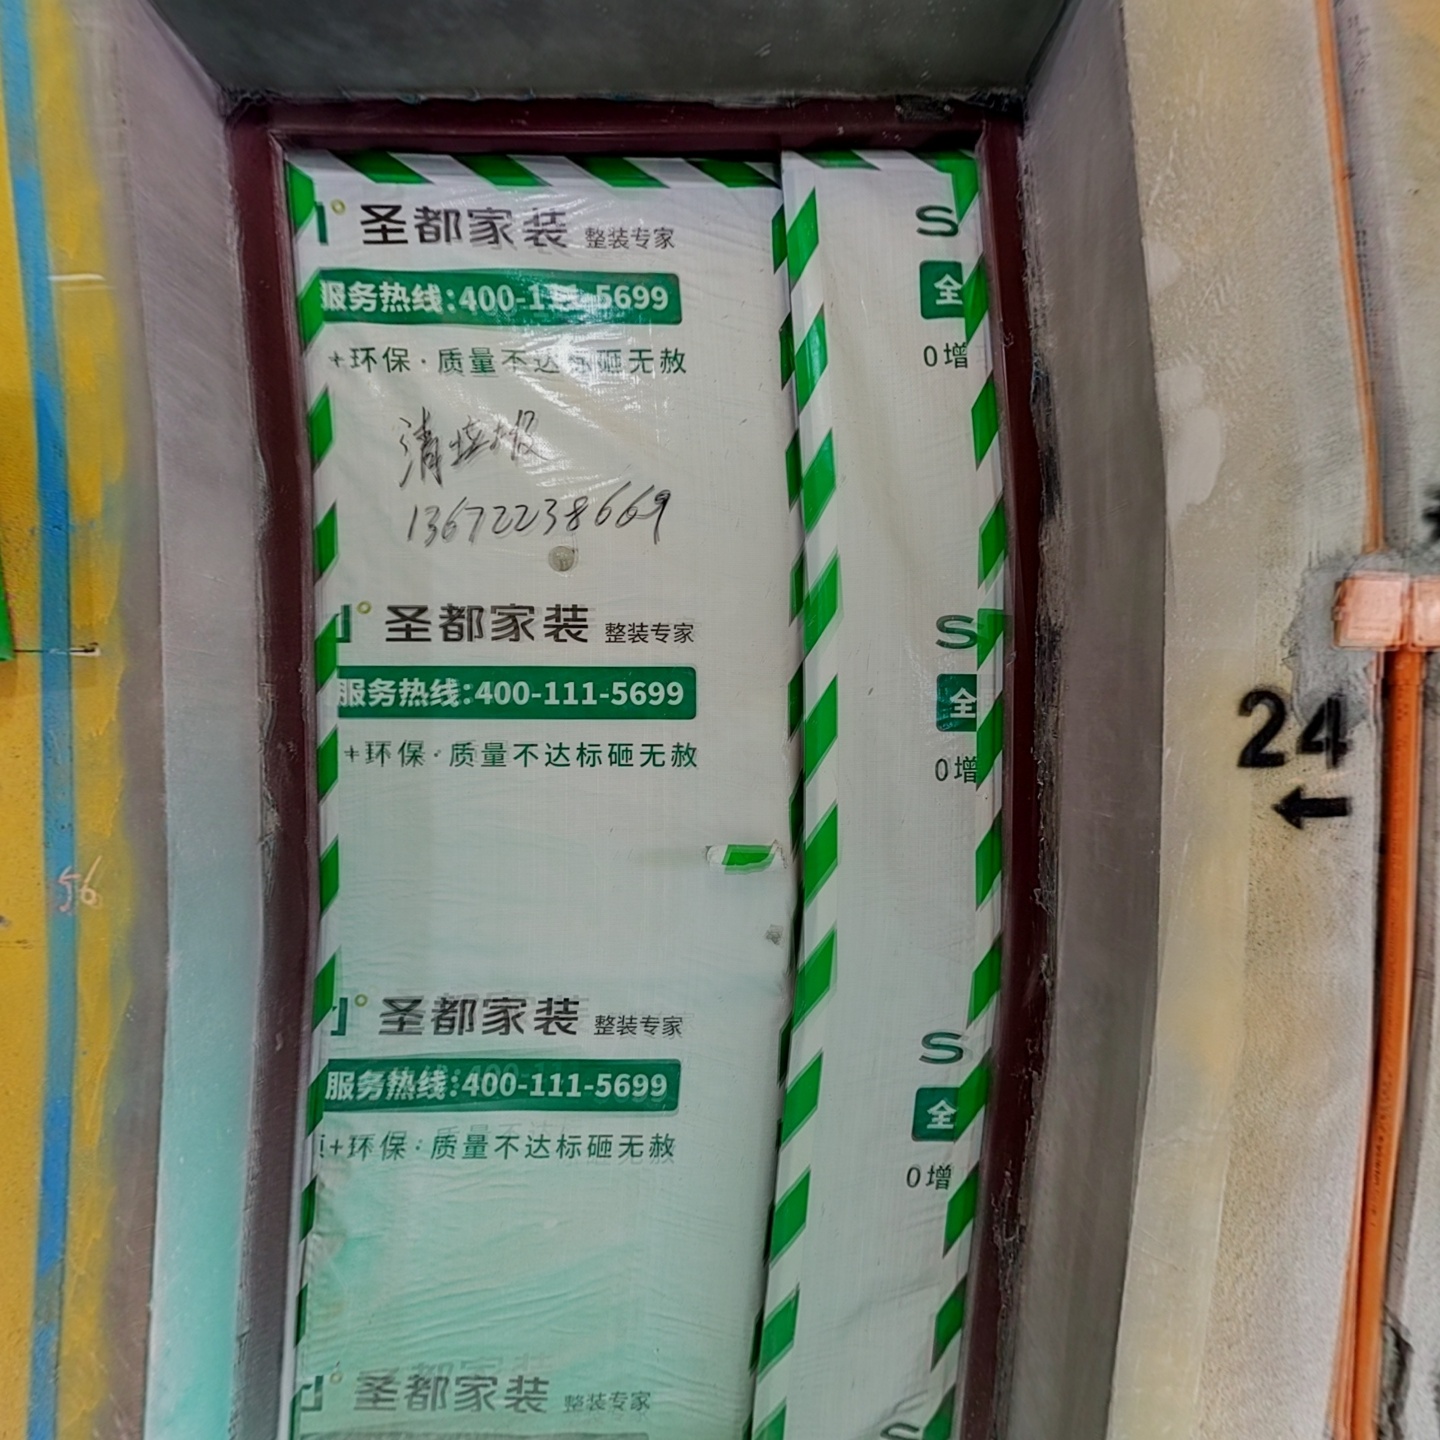 圣都家装 整装专家
服务热线:400-111-5699
+环保·质量不达标砸无赦
13672238669
圣都家装 整装专家
服务热线:400-111-5699
+环保·质量不达标砸无赦
圣都家装 整装专家
服务热线:400-111-5699
i+环保·质量不达标砸无赦
圣都家装 整装专家
S
全
0增
S
全
0增
S
全
0增
24
←
56